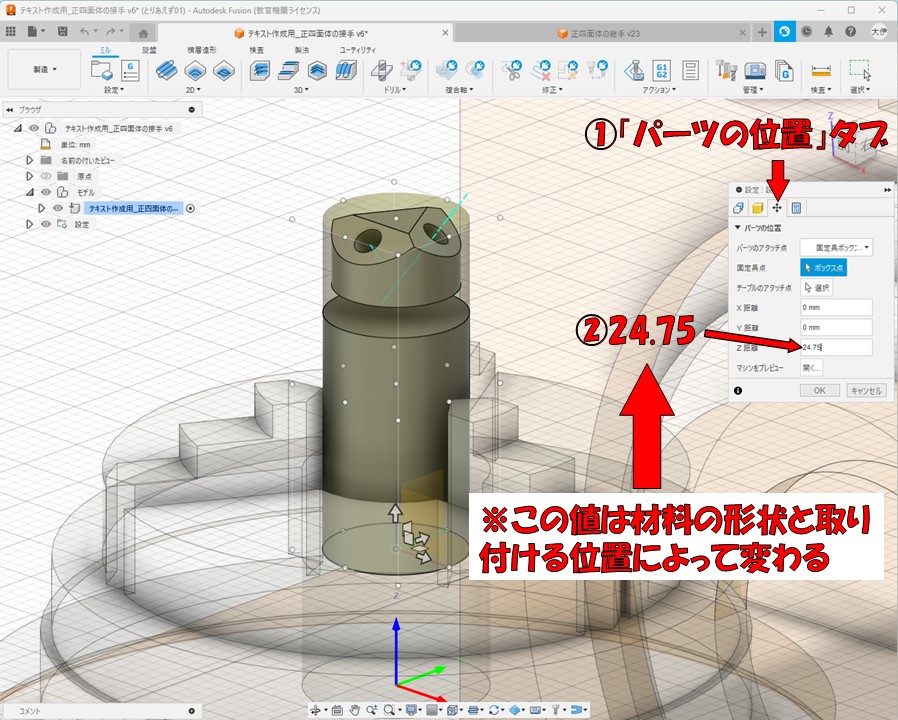 テキスト作成用_正四面体の接手 v6* (とりあえず01) - Autodesk Fusion (教育機関ライセンス)
テキスト作成用_正四面体の接手 v6*
正四面体の継手 v23
大伊
ミル
旋盤
積層造形
検査
製法
ユーティリティ
製造
設定
2D
3D
ドリル
複合軸
修正
アクション
管理
検査
選択
G1
G2
ブラウザ
テキスト作成用_正四面体の接手 v6
単位: mm
名前の付いたビュー
原点
モデル
テキスト作成用_正四面体の...
設定
①「パーツの位置」タブ
Z
右
X
パーツの位置
パーツのアタッチ点
固定具ボック...
固定具点
ボックス点
テーブルのアタッチ点
選択
X 距離
0 mm
Y 距離
0 mm
Z 距離
24.75
マシンをプレビュー
開く...
OK
キャンセル
②24.75
※この値は材料の形状と取り
付ける位置によって変わる
Z
コメント